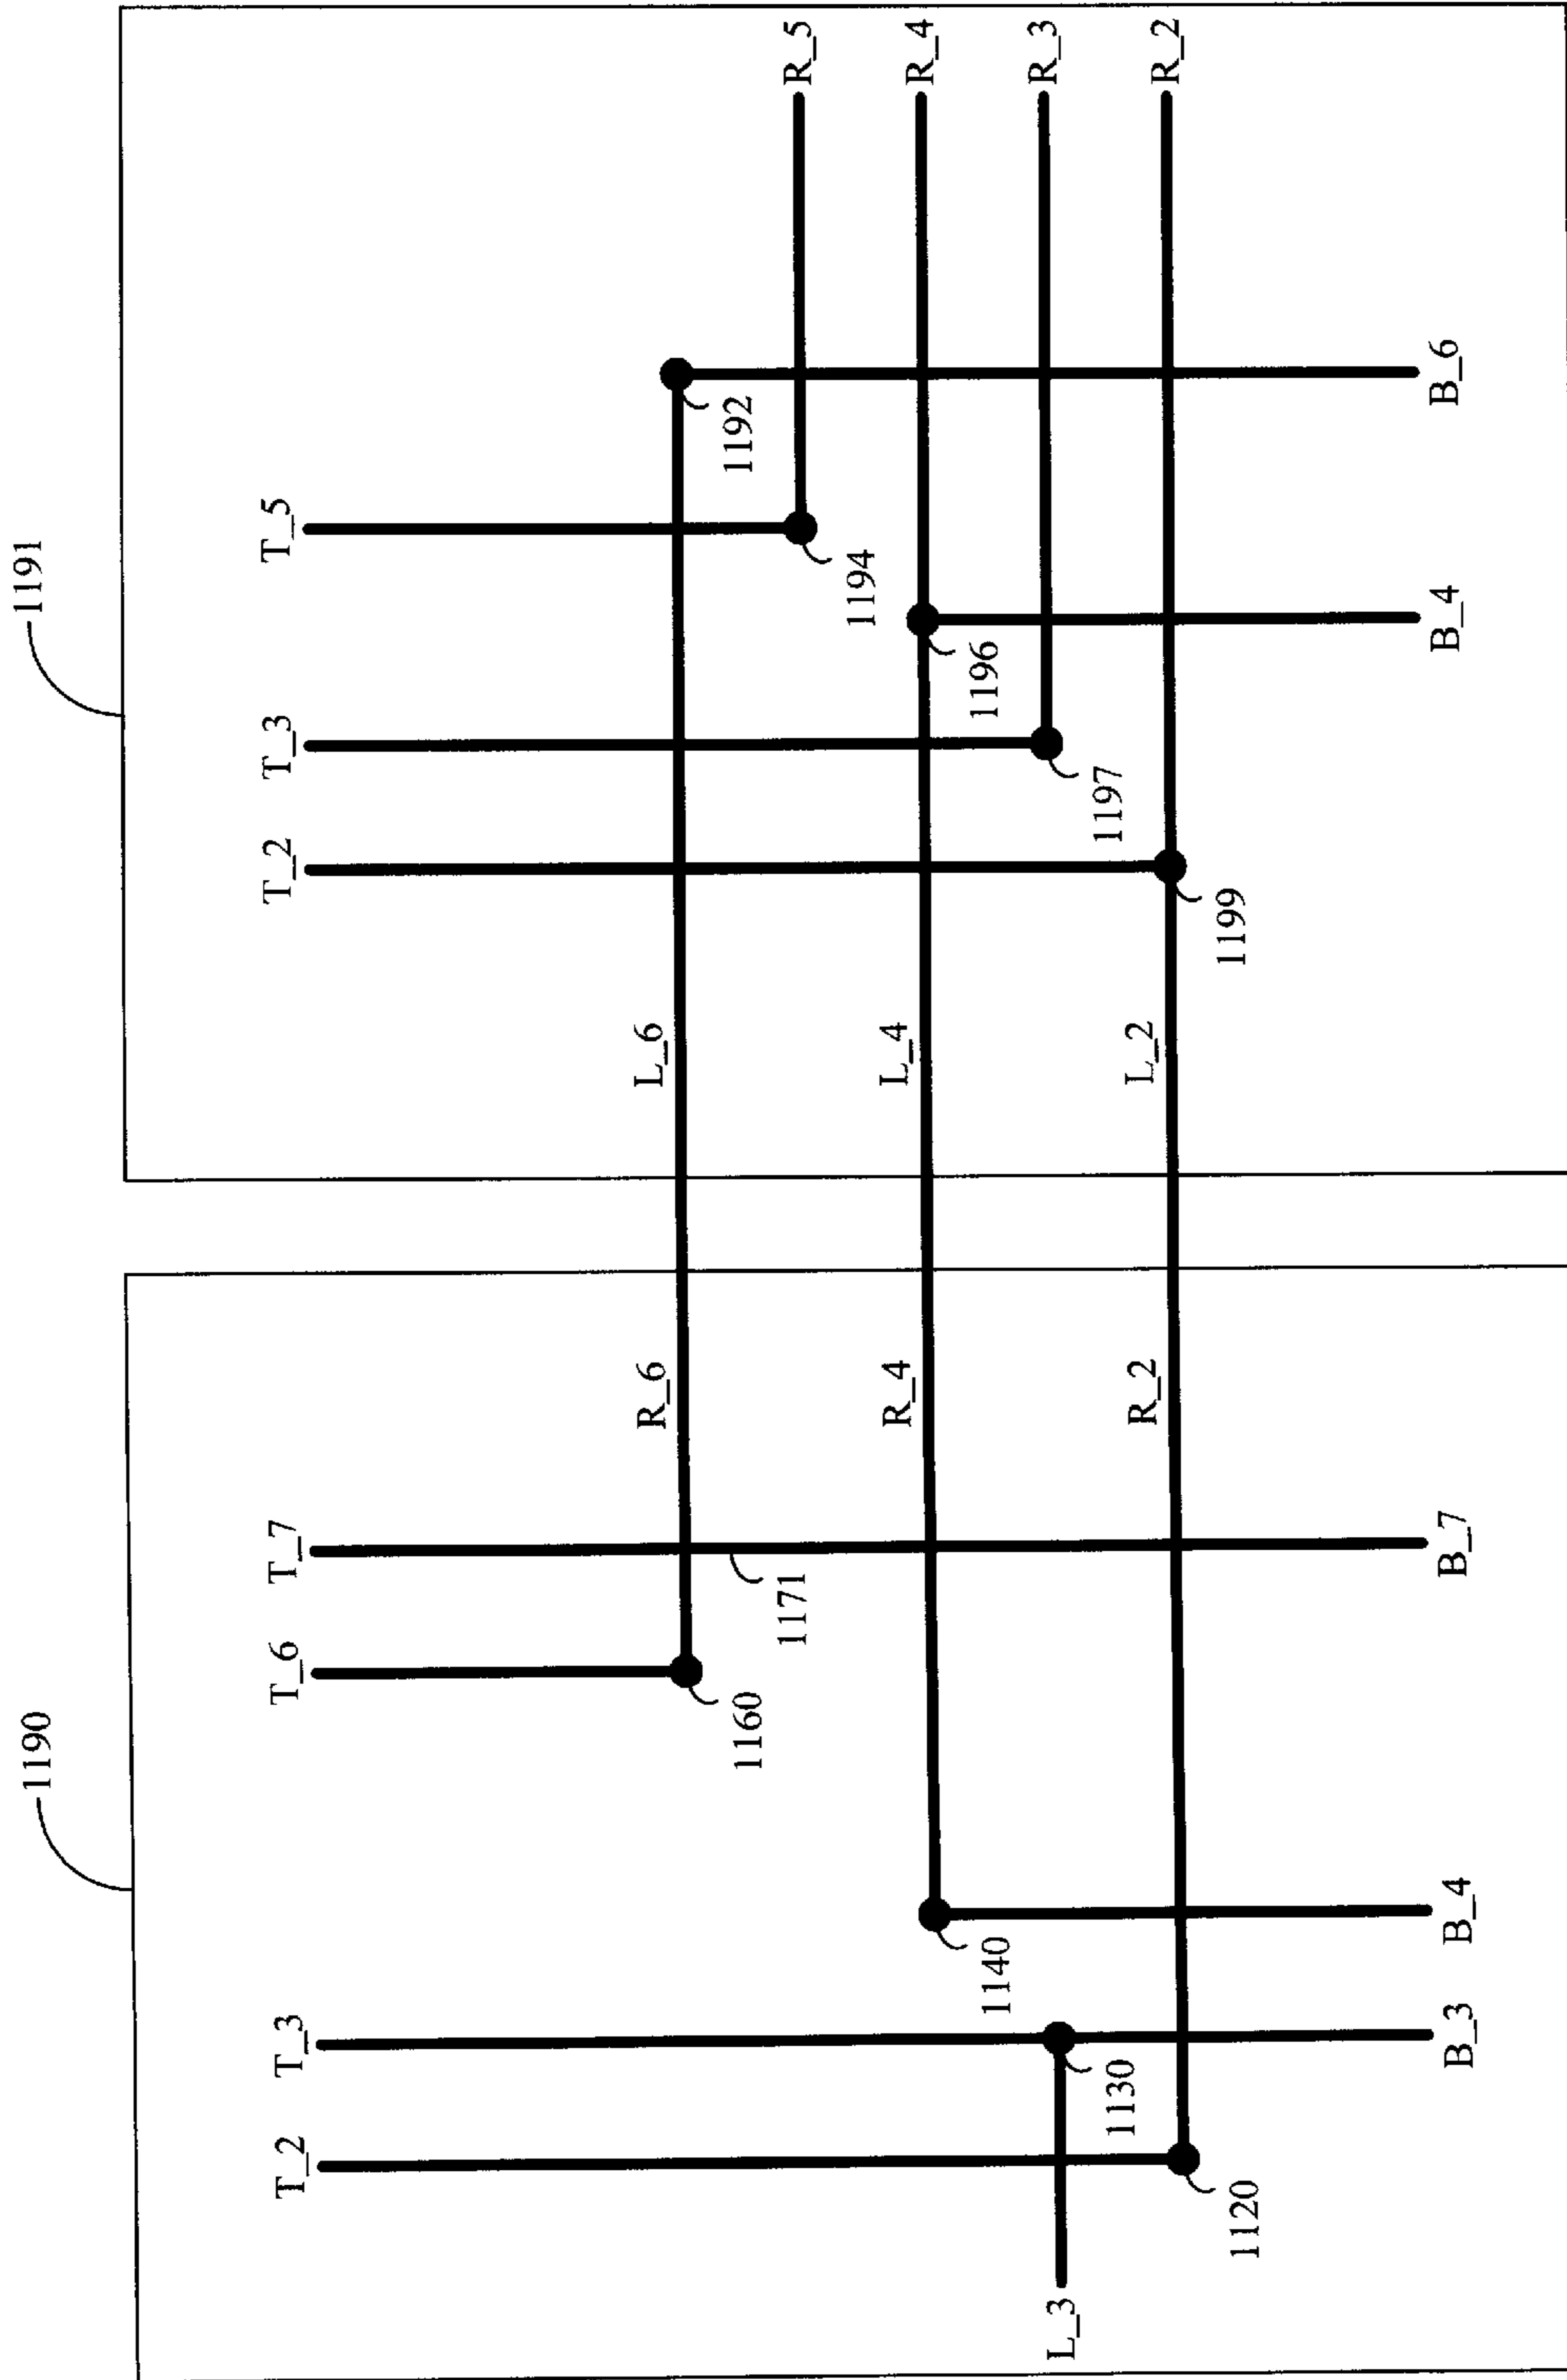 1191
T_5
T_3
T_2
R_5
R_4
R_3
R_2
1192
1194
1196
1197
1199
B_6
B_4
L_6
L_4
L_2
1190
T_7
T_6
T_3
T_2
R_6
R_4
R_2
1171
1160
1140
1130
1120
B_7
B_4
B_3
L_3